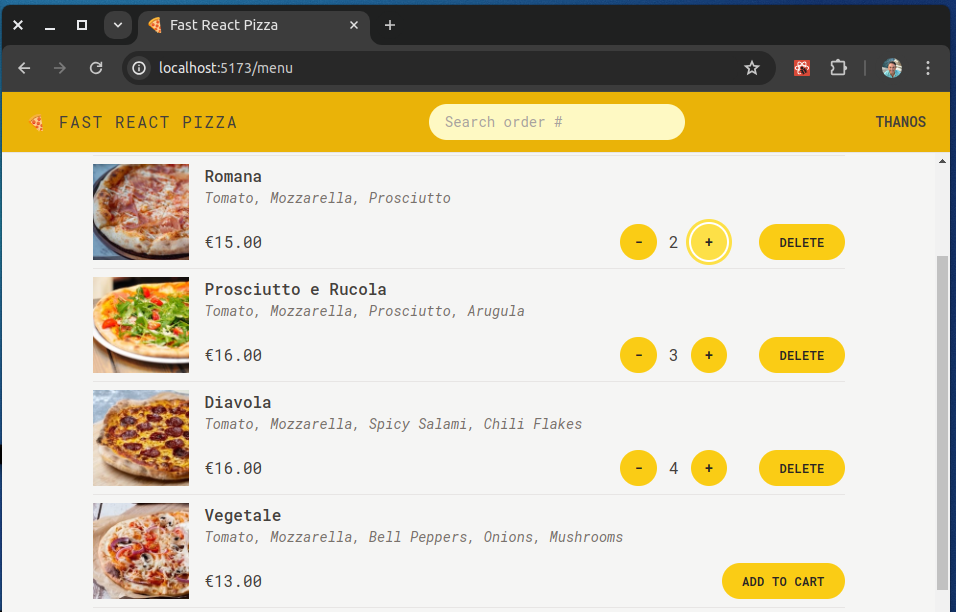 Fast React Pizza
localhost:5173/menu
FAST REACT PIZZA
Search order #
THANOS
Romana
Tomato, Mozzarella, Prosciutto
€15.00
- 2 + DELETE
Prosciutto e Rucola
Tomato, Mozzarella, Prosciutto, Arugula
€16.00
- 3 + DELETE
Diavola
Tomato, Mozzarella, Spicy Salami, Chili Flakes
€16.00
- 4 + DELETE
Vegetale
Tomato, Mozzarella, Bell Peppers, Onions, Mushrooms
€13.00
ADD TO CART